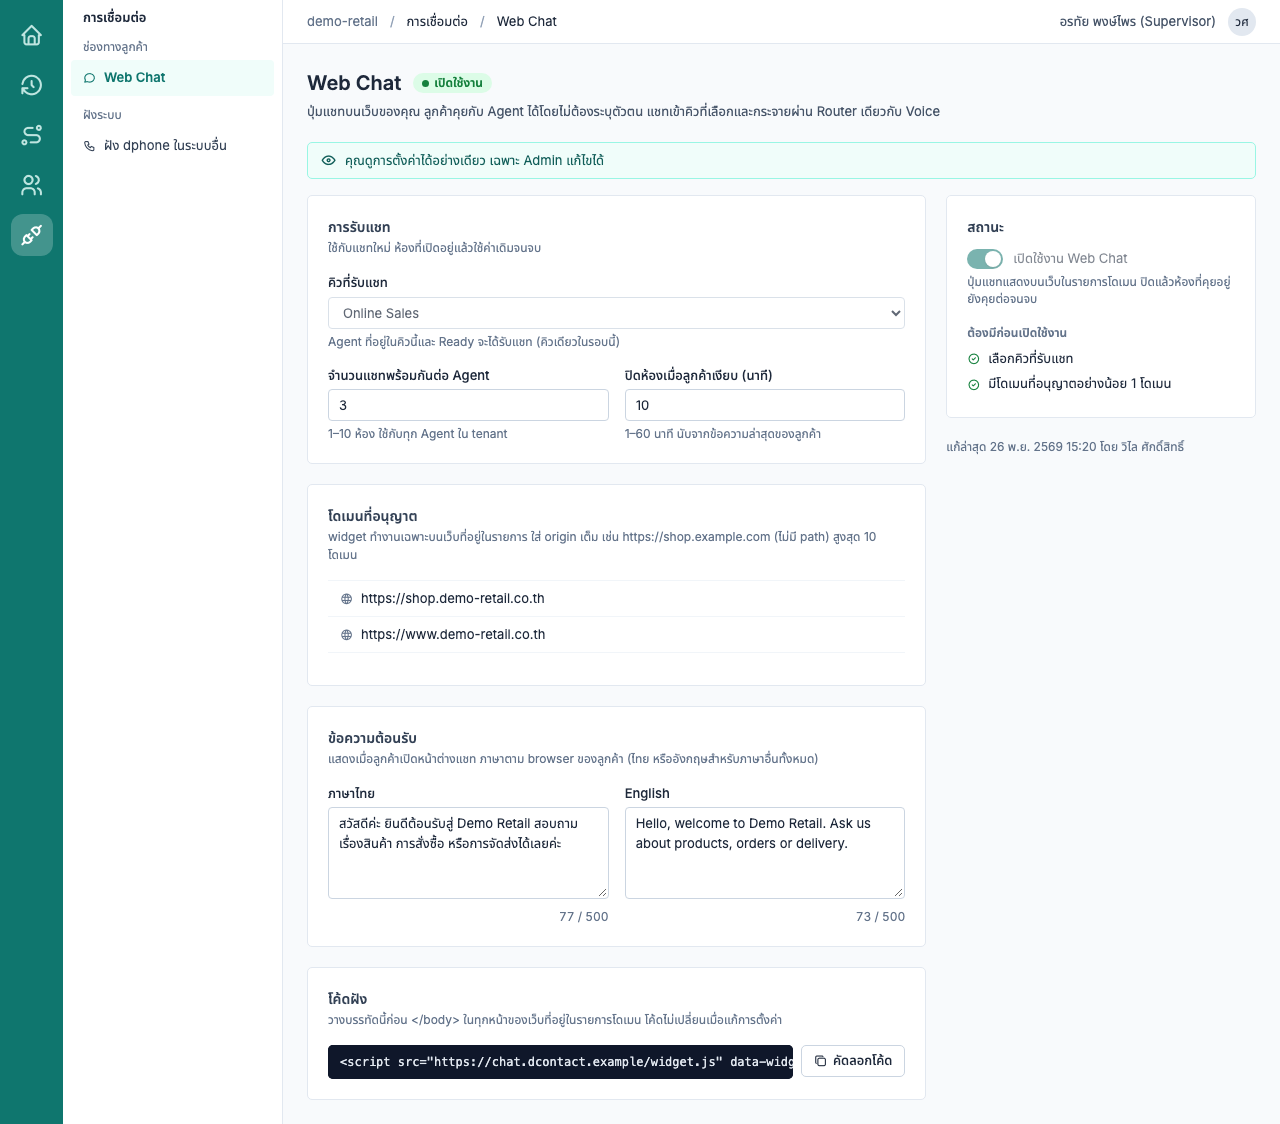 การเชื่อมต่อ
ช่องทางลูกค้า
Web Chat
ฝังระบบ
ฝัง dphone ในระบบอื่น
demo-retail / การเชื่อมต่อ / Web Chat
อรทัย พงษ์ไพร (Supervisor)
วศ
Web Chat
เปิดใช้งาน
ปุ่มแชทบนเว็บของคุณ ลูกค้าคุยกับ Agent ได้โดยไม่ต้องระบุตัวตน แชทเข้าคิวที่เลือกและกระจายผ่าน Router เดียวกับ Voice
คุณดูการตั้งค่าได้อย่างเดียว เฉพาะ Admin แก้ไขได้
การรับแชท
ใช้กับแชทใหม่ ห้องที่เปิดอยู่แล้วใช้ค่าเดิมจนจบ
คิวที่รับแชท
Online Sales
Agent ที่อยู่ในคิวนี้และ Ready จะได้รับแชท (คิวเดียวในรอบนี้)
จำนวนแชทพร้อมกันต่อ Agent
3
1–10 ห้อง ใช้กับทุก Agent ใน tenant
ปิดห้องเมื่อลูกค้าเงียบ (นาที)
10
1–60 นาที นับจากข้อความล่าสุดของลูกค้า
สถานะ
เปิดใช้งาน Web Chat
ปุ่มแชทแสดงบนเว็บในรายการโดเมน ปิดแล้วห้องที่คุยอยู่
ยังคุยต่อจนจบ
ต้องมีก่อนเปิดใช้งาน
เลือกคิวที่รับแชท
มีโดเมนที่อนุญาตอย่างน้อย 1 โดเมน
แก้ล่าสุด 26 พ.ย. 2569 15:20 โดย วิไล ศักดิ์สิทธิ์
โดเมนที่อนุญาต
widget ทำงานเฉพาะบนเว็บที่อยู่ในรายการ ใส่ origin เต็ม เช่น https://shop.example.com (ไม่มี path) สูงสุด 10
โดเมน
https://shop.demo-retail.co.th
https://www.demo-retail.co.th
ข้อความต้อนรับ
แสดงเมื่อลูกค้าเปิดหน้าต่างแชท ภาษาตาม browser ของลูกค้า (ไทย หรืออังกฤษสำหรับภาษาอื่นทั้งหมด)
ภาษาไทย
สวัสดีค่ะ ยินดีต้อนรับสู่ Demo Retail สอบถาม
เรื่องสินค้า การสั่งซื้อ หรือการจัดส่งได้เลยค่ะ
77 / 500
English
Hello, welcome to Demo Retail. Ask us
about products, orders or delivery.
73 / 500
โค้ดฝัง
วางบรรทัดนี้ก่อน </body> ในทุกหน้าของเว็บที่อยู่ในรายการโดเมน โค้ดไม่เปลี่ยนเมื่อแก้การตั้งค่า
<script src="https://chat.dcontact.example/widget.js" data-widg
คัดลอกโค้ด